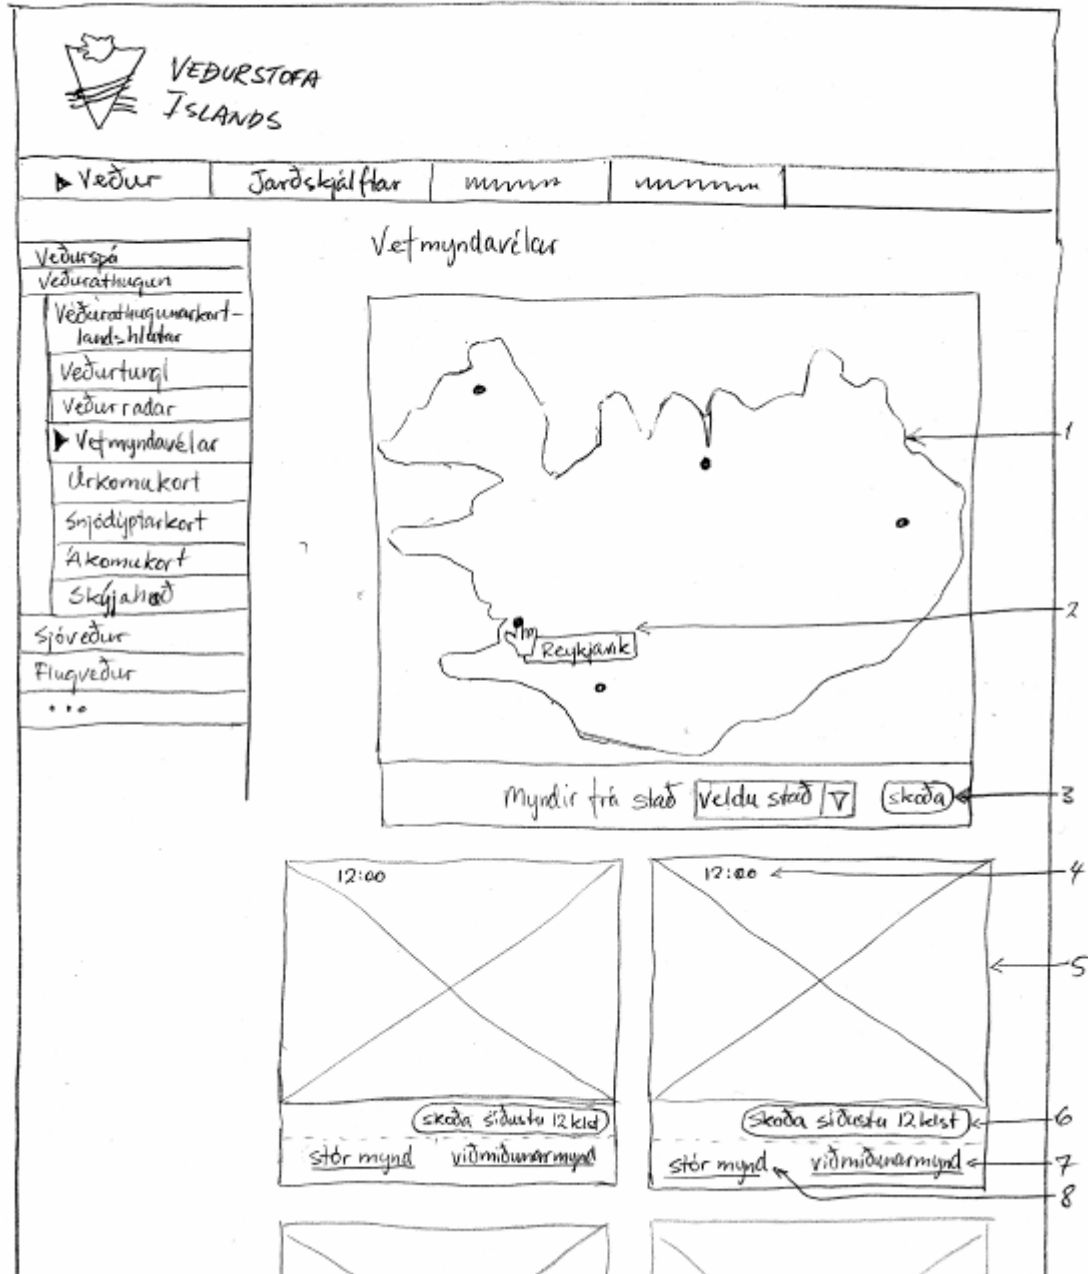 VEÐURSTOFA
ÍSLANDS
Veður
Jarðskjálftar
Vefmyndavélar
Veðurspá
Veðurathugun
Veðurathugunarkort-
landshlutar
Veðurtungl
Veðurradar
Vefmyndavélar
Úrkomukort
Snjódýptarkort
Ákomukort
Skýjahæð
Sjóveður
Flugveður
...
1
2
Reykjavík
Myndir frá stað Veldu stað skoða 3
12:00 12:00 4
5
skoða síðustu 12 klst skoða síðustu 12 klst 6
stór mynd viðmiðunarmynd stór mynd viðmiðunarmynd 7
8